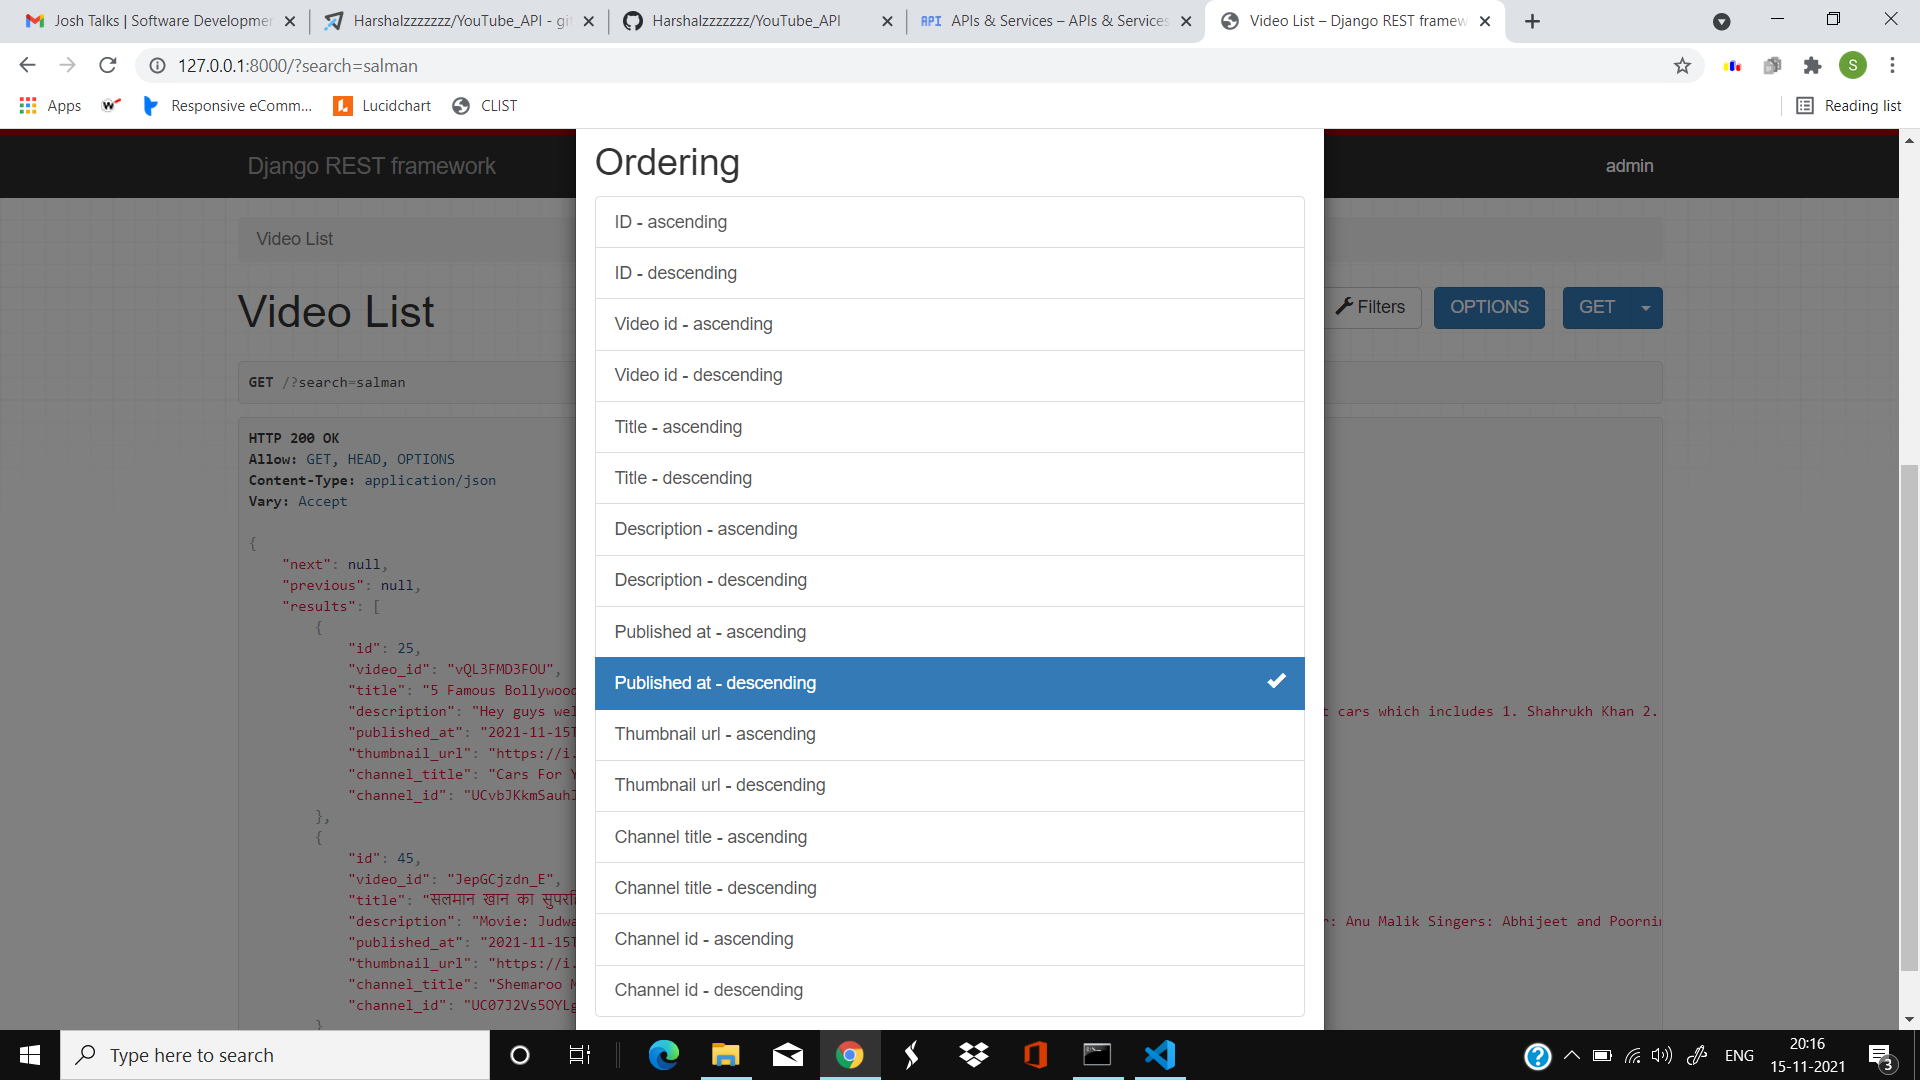 Josh Talks | Software Developmen
Harshalzzzzzzz/YouTube_API - git
Harshalzzzzzzz/YouTube_API
API APIs & Services – APIs & Services
Video List – Django REST framew
127.0.0.1:8000/?search=salman
S
Apps
Responsive eComm...
Lucidchart
CLIST
Reading list
Django REST framework
admin
Video List
Video List
Filters
OPTIONS
GET
GET /?search=salman
HTTP 200 OK
Allow: GET, HEAD, OPTIONS
Content-Type: application/json
Vary: Accept
{
"next": null,
"previous": null,
"results": [
{
"id": 25,
"video_id": "vQL3FMD3FOU",
"title": "5 Famous Bollywood
"description": "Hey guys wel
t cars which includes 1. Shahrukh Khan 2.
"published_at": "2021-11-15T
"thumbnail_url": "https://i.
"channel_title": "Cars For Y
"channel_id": "UCvbJKkmSauhI
},
{
"id": 45,
"video_id": "JepGCjzdn_E",
"title": "सलमान खान का सुपरहि
"description": "Movie: Judwa
r: Anu Malik Singers: Abhijeet and Poornim
"published_at": "2021-11-15T
"thumbnail_url": "https://i.
"channel_title": "Shemaroo M
"channel_id": "UC07J2Vs5OYLg
}
Ordering
ID - ascending
ID - descending
Video id - ascending
Video id - descending
Title - ascending
Title - descending
Description - ascending
Description - descending
Published at - ascending
Published at - descending
Thumbnail url - ascending
Thumbnail url - descending
Channel title - ascending
Channel title - descending
Channel id - ascending
Channel id - descending
Type here to search
ENG
20:16
15-11-2021
3